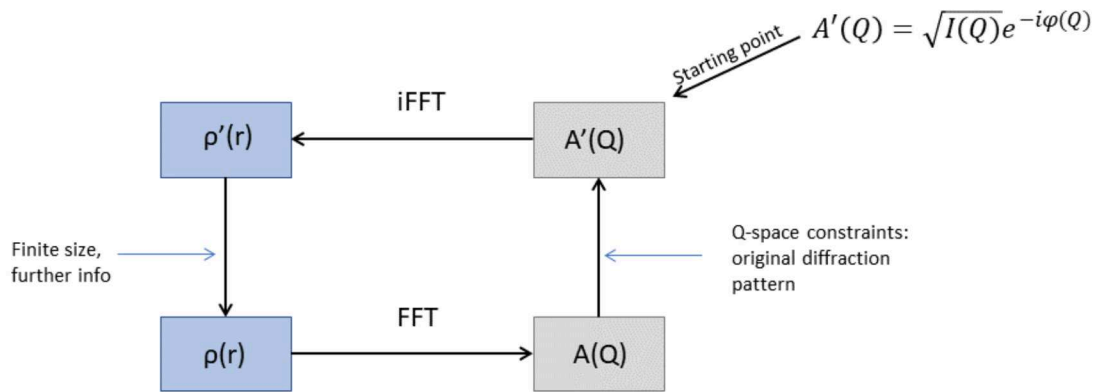 Starting point
A′(Q) = √I(Q)e^{-iφ(Q)}
iFFT
ρ’(r)
A’(Q)
Finite size,
further info
Q-space constraints:
original diffraction
pattern
FFT
ρ(r)
A(Q)